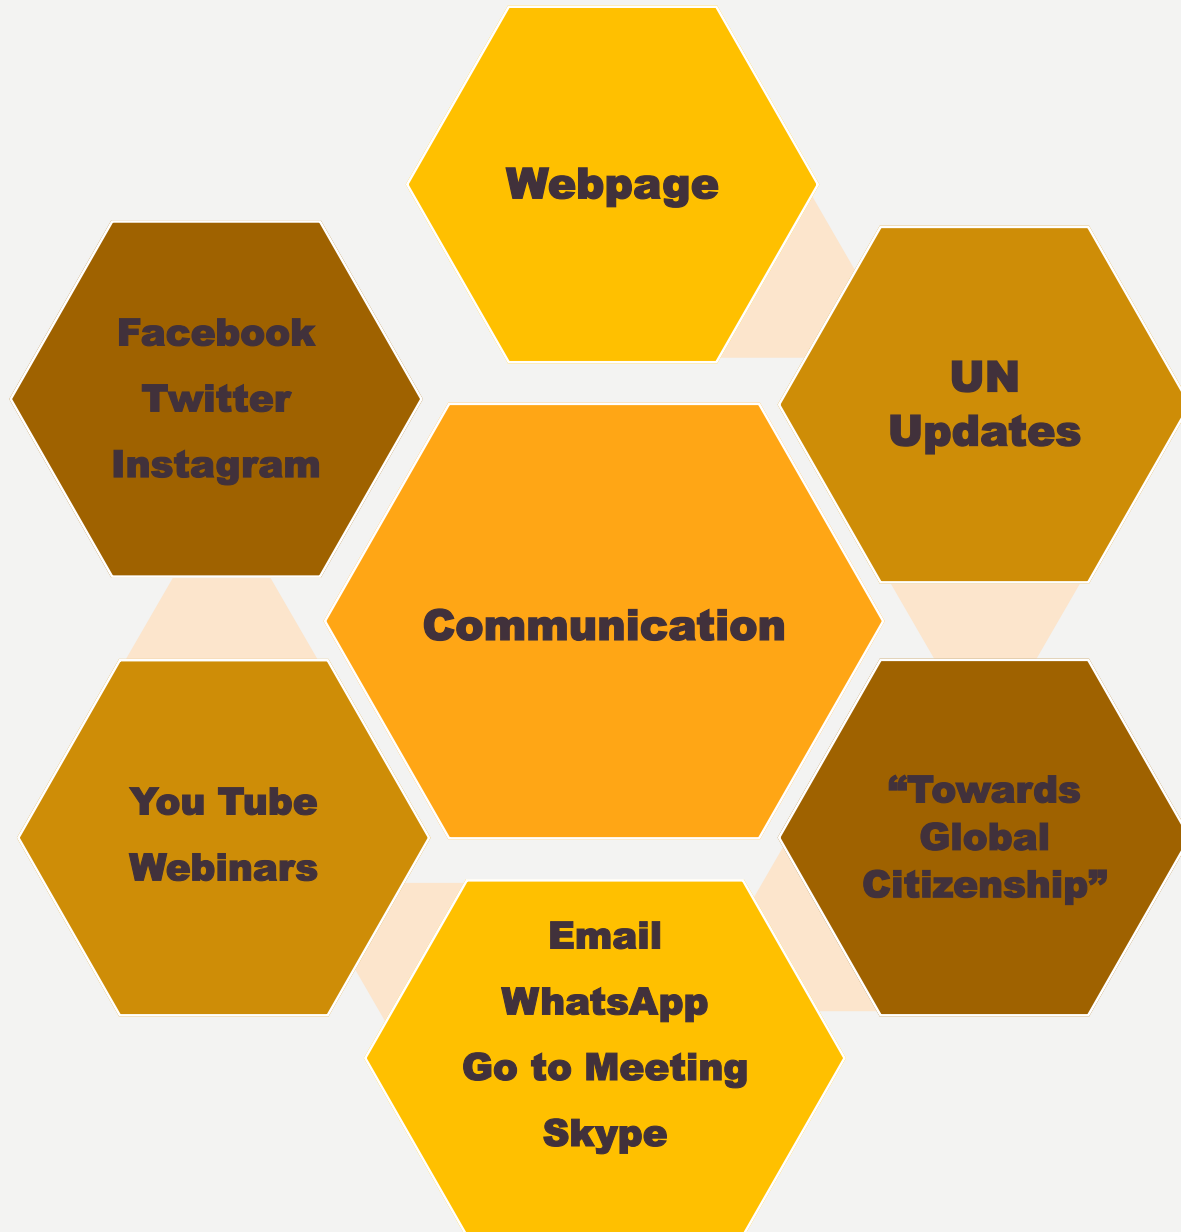 Webpage
UN
Updates
“Towards
Global
Citizenship”
Email
WhatsApp
Go to Meeting
Skype
You Tube
Webinars
Facebook
Twitter
Instagram
Communication